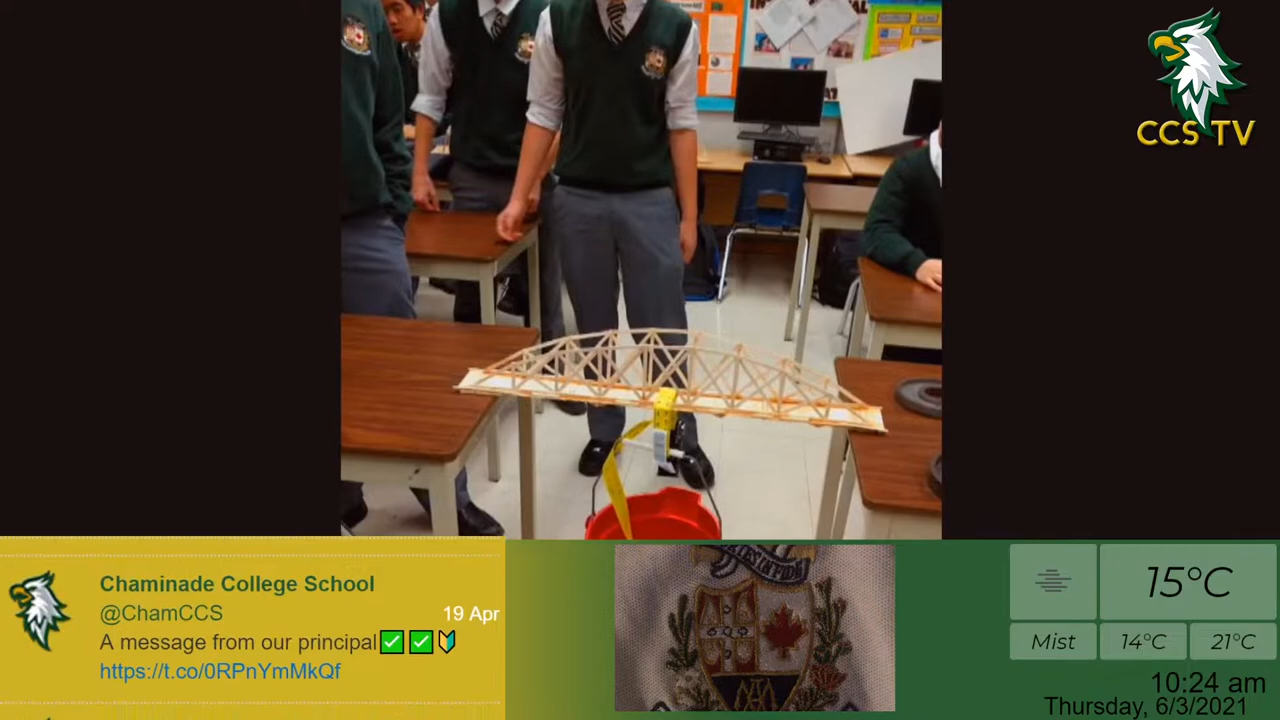 CCS TV
Chaminade College School
@ChamCCS
19 Apr
A message from our principal✅✅🔰
https://t.co/0RPnYmMkQf
15°C
Mist
14°C
21°C
10:24 am
Thursday, 6/3/2021